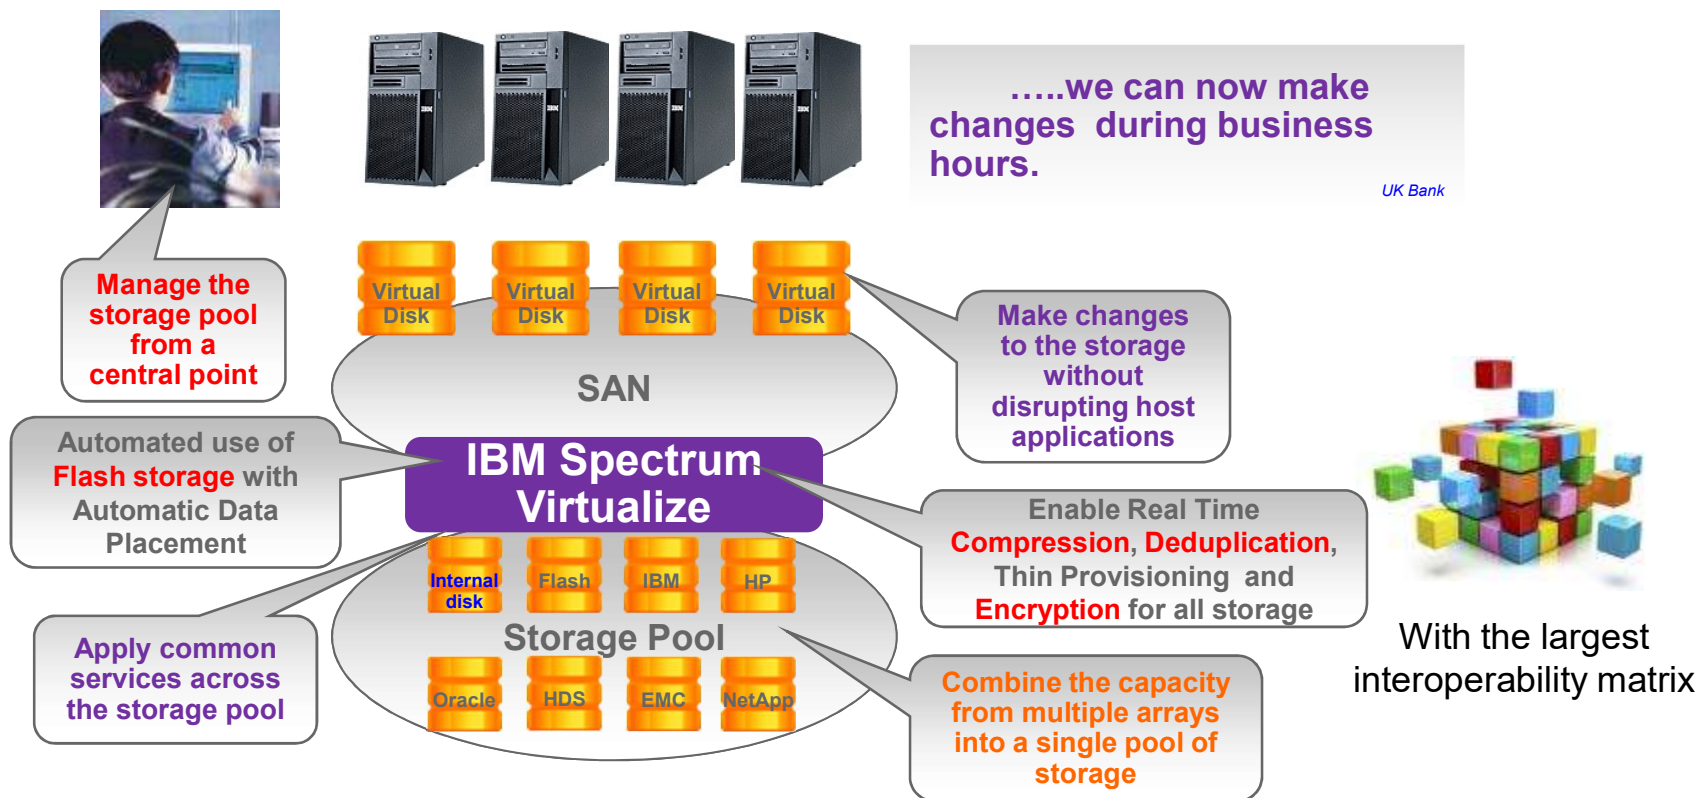 …..we can now make
changes during business
hours.
UK Bank
Manage the
storage pool
from a
central point
Virtual
Disk
Virtual
Disk
Virtual
Disk
Virtual
Disk
SAN
Make changes
to the storage
without
disrupting host
applications
Automated use of
Flash storage with
Automatic Data
Placement
IBM Spectrum
Virtualize
Enable Real Time
Compression, Deduplication,
Thin Provisioning and
Encryption for all storage
Internal
disk
Flash
IBM
HP
Storage Pool
Oracle
HDS
EMC
NetApp
Apply common
services across
the storage pool
Combine the capacity
from multiple arrays
into a single pool of
storage
With the largest
interoperability matrix
IBM
IBM
IBM
IBM